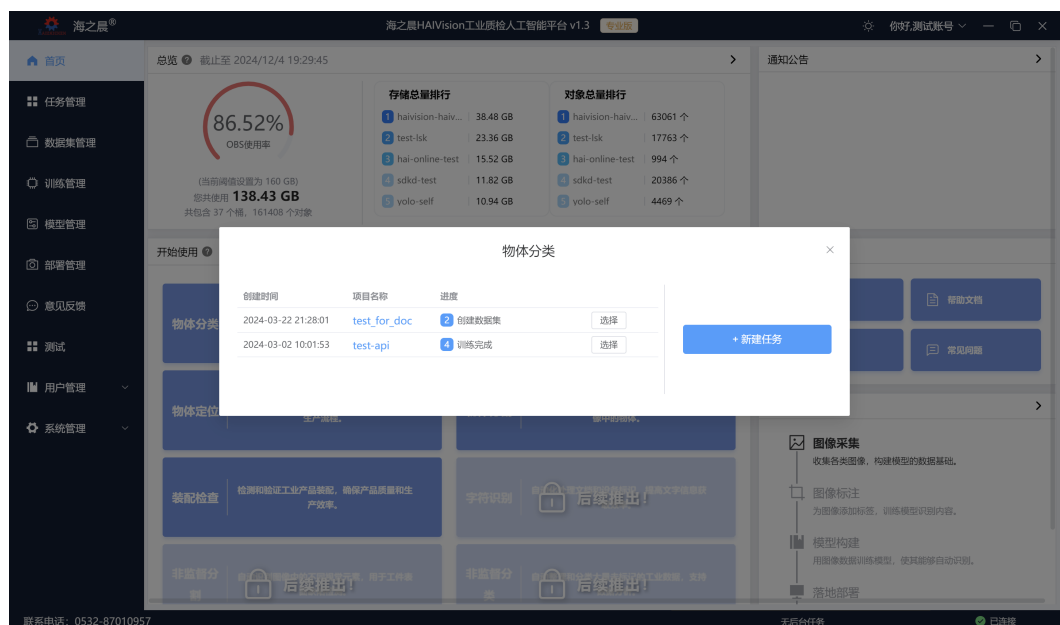 海之晨®
海之晨HAIVision工业质检人工智能平台 v1.3 专业版
你好,测试账号
首页
任务管理
数据集管理
训练管理
模型管理
部署管理
意见反馈
测试
用户管理
系统管理
总览 截止至 2024/12/4 19:29:45
86.52%
OBS使用率
(当前阈值设置为 160 GB)
您共使用 138.43 GB
共包含 37 个桶, 161408 个对象
存储总量排行
1 haivision-haiv... 38.48 GB
2 test-lsk 23.36 GB
3 hai-online-test 15.52 GB
4 sdkd-test 11.82 GB
5 yolo-self 10.94 GB
对象总量排行
1 haivision-haiv... 63061 个
2 test-lsk 17763 个
3 hai-online-test 994 个
4 sdkd-test 20386 个
5 yolo-self 4469 个
通知公告
开始使用
物体分类
创建时间 项目名称 进度
2024-03-22 21:28:01 test_for_doc 2 创建数据集 选择
2024-03-02 10:01:53 test-api 4 训练完成 选择
+ 新建任务
物体分类
物体定位
生产流程。
像中的物体。
装配检查
检测和验证工业产品装配，确保产品质量和生
产效率。
字符识别
后续推出!
非监督分
后续推出!
非监督分
后续推出!
帮助文档
常见问题
图像采集
收集各类图像，构建模型的数据基础。
图像标注
为图像添加标签，训练模型识别内容。
模型构建
用图像数据训练模型，使其能够自动识别。
落地部署
联系电话: 0532-87010957
无后台任务
已连接